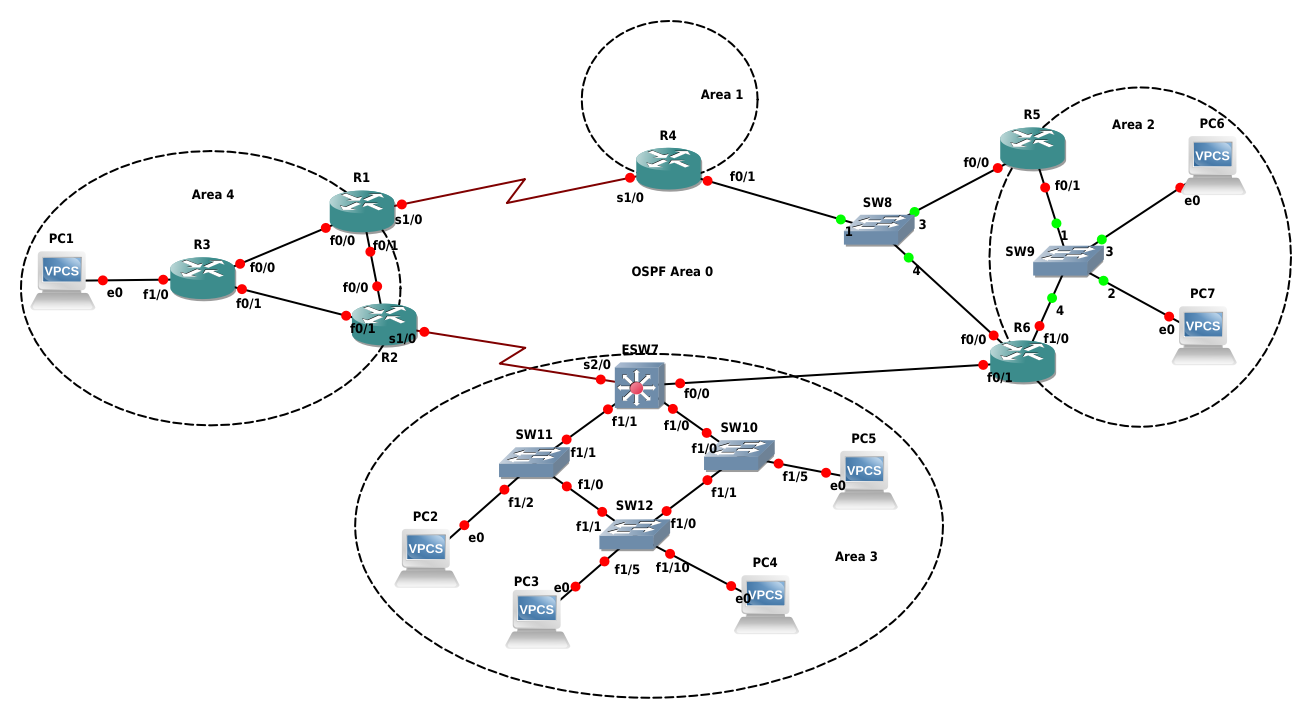 Area 1
R4
s1/0
f0/1
Area 4
R1
s1/0
f0/0
f0/1
R3
f0/0
f0/1
f1/0
PC1
VPCS
e0
f0/0
f0/1
s1/0
R2
OSPF Area 0
SW8
1
3
4
R5
f0/0
f0/1
Area 2
PC6
VPCS
e0
SW9
1
3
2
4
PC7
VPCS
e0
R6
f0/0
f1/0
f0/1
ESW7
s2/0
f0/0
f1/1
f1/0
SW11
f1/1
f1/0
f1/2
SW10
f1/0
f1/5
f1/1
PC5
VPCS
e0
SW12
f1/1
f1/0
f1/5
f1/10
PC2
VPCS
e0
PC3
VPCS
e0
PC4
VPCS
e0
Area 3